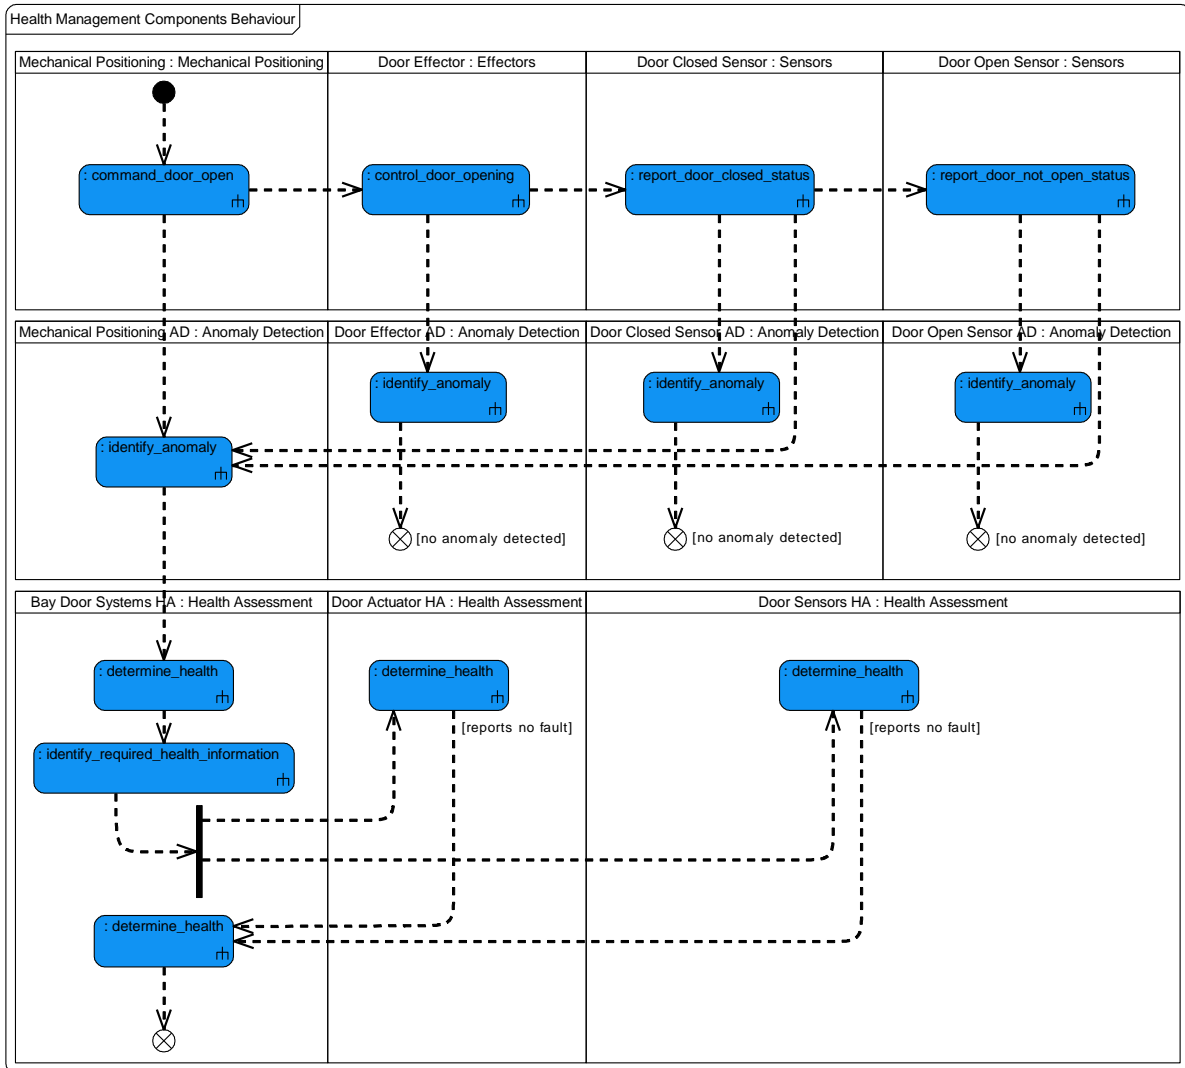 Health Management Components Behaviour
Mechanical Positioning : Mechanical Positioning
Door Effector : Effectors
Door Closed Sensor : Sensors
Door Open Sensor : Sensors
: command_door_open
: control_door_opening
: report_door_closed_status
: report_door_not_open_status
Mechanical Positioning AD : Anomaly Detection
Door Effector AD : Anomaly Detection
Door Closed Sensor AD : Anomaly Detection
Door Open Sensor AD : Anomaly Detection
: identify_anomaly
: identify_anomaly
: identify_anomaly
: identify_anomaly
[no anomaly detected]
[no anomaly detected]
[no anomaly detected]
Bay Door Systems HA : Health Assessment
Door Actuator HA : Health Assessment
Door Sensors HA : Health Assessment
: determine_health
: determine_health
: determine_health
[reports no fault]
[reports no fault]
: identify_required_health_information
: determine_health